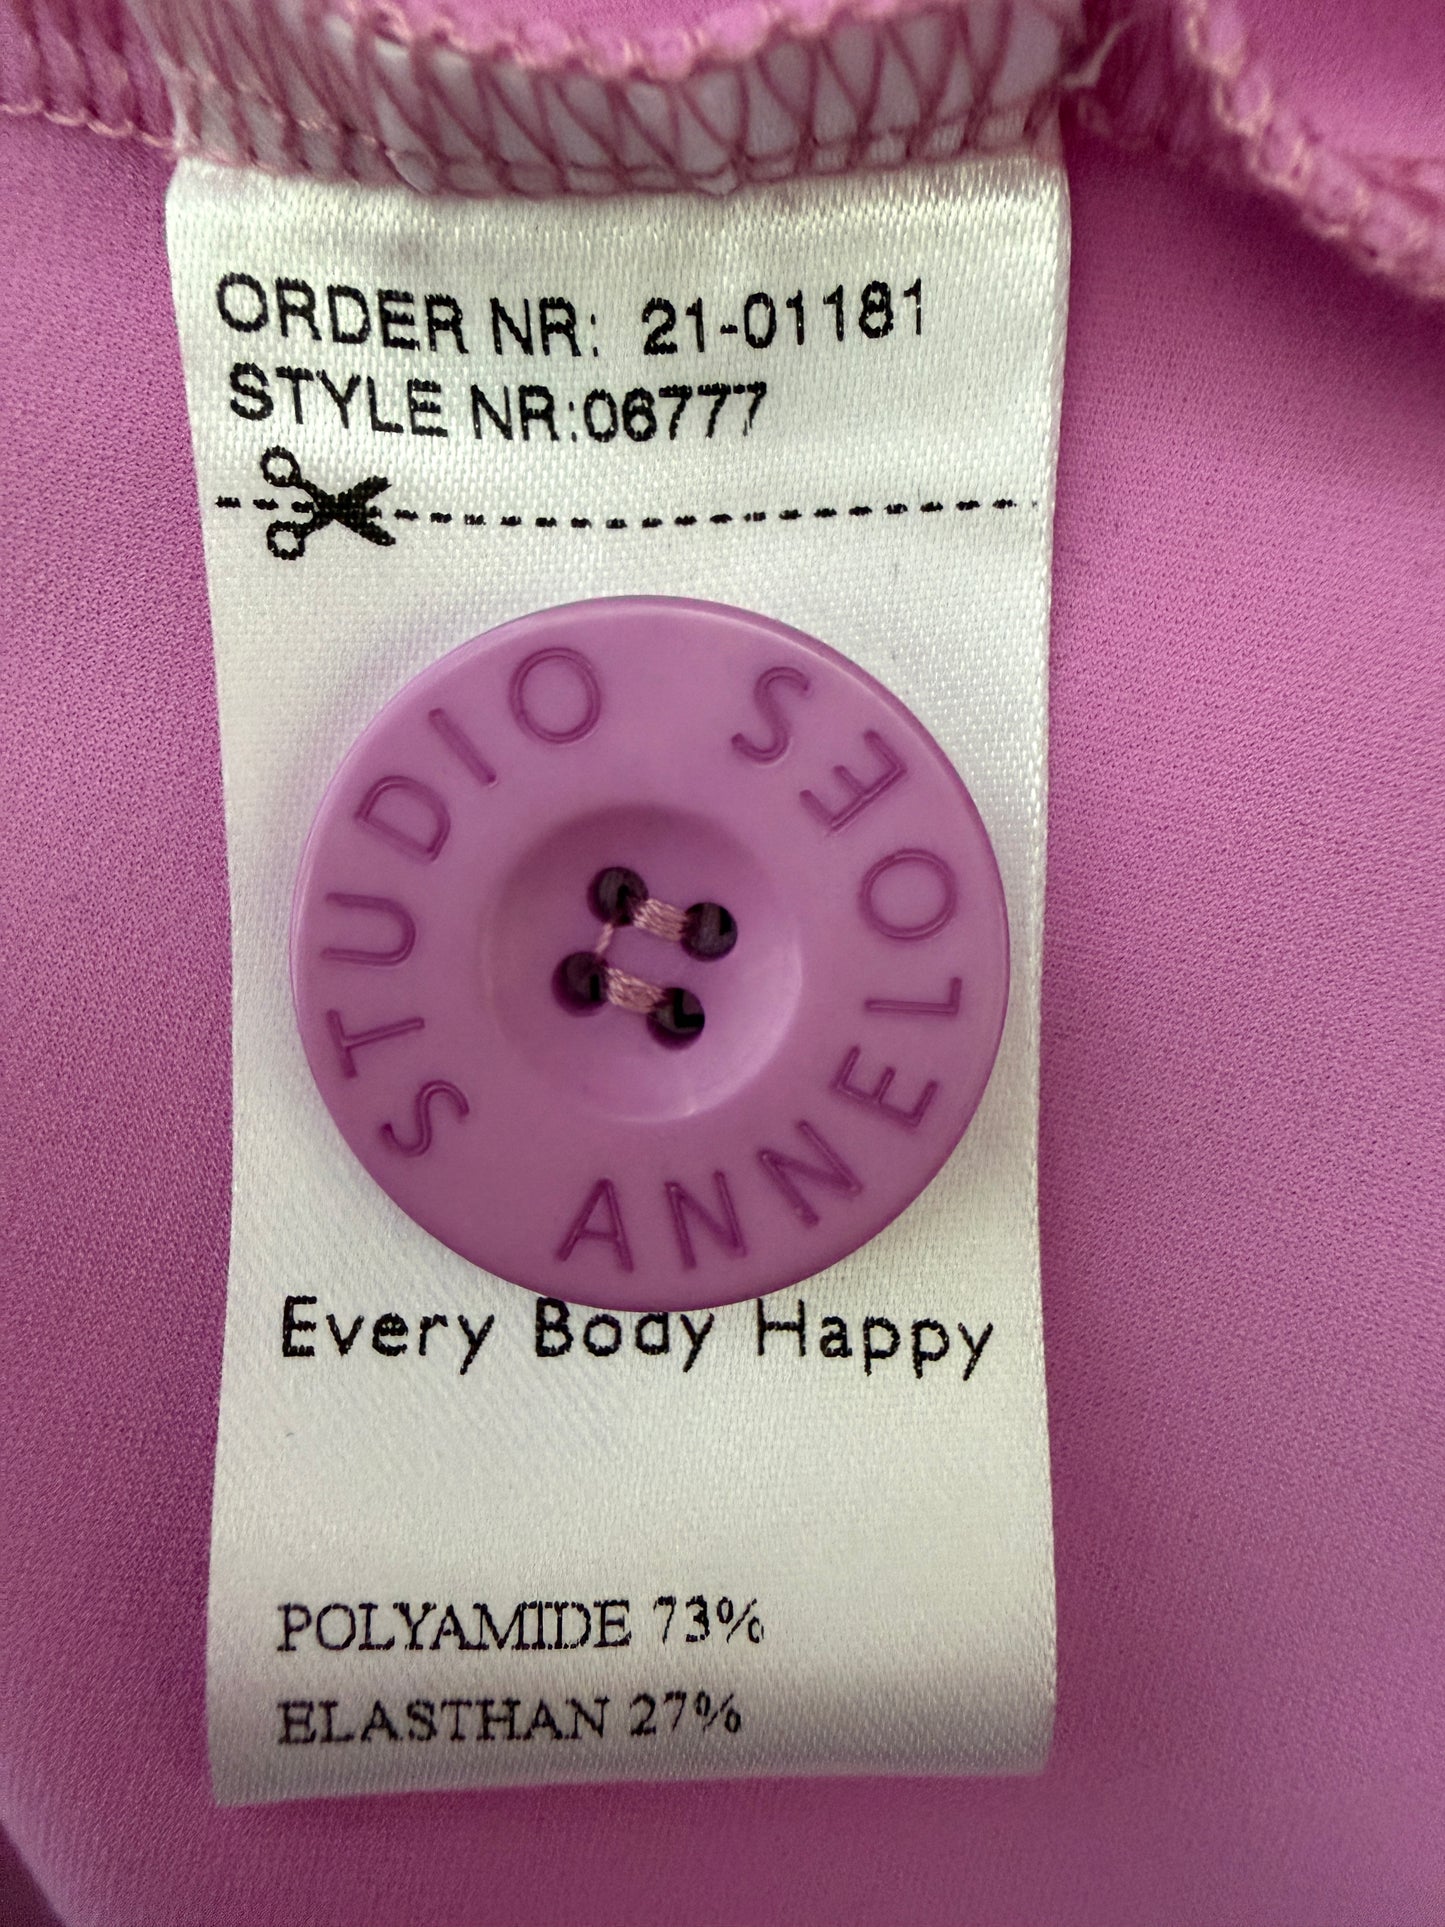 ORDER NR: 21-01181
STYLE NR:06777
STUDIO
ANNELOES
Every Body Happy
POLYAMIDE 73%
ELASTHAN 27%